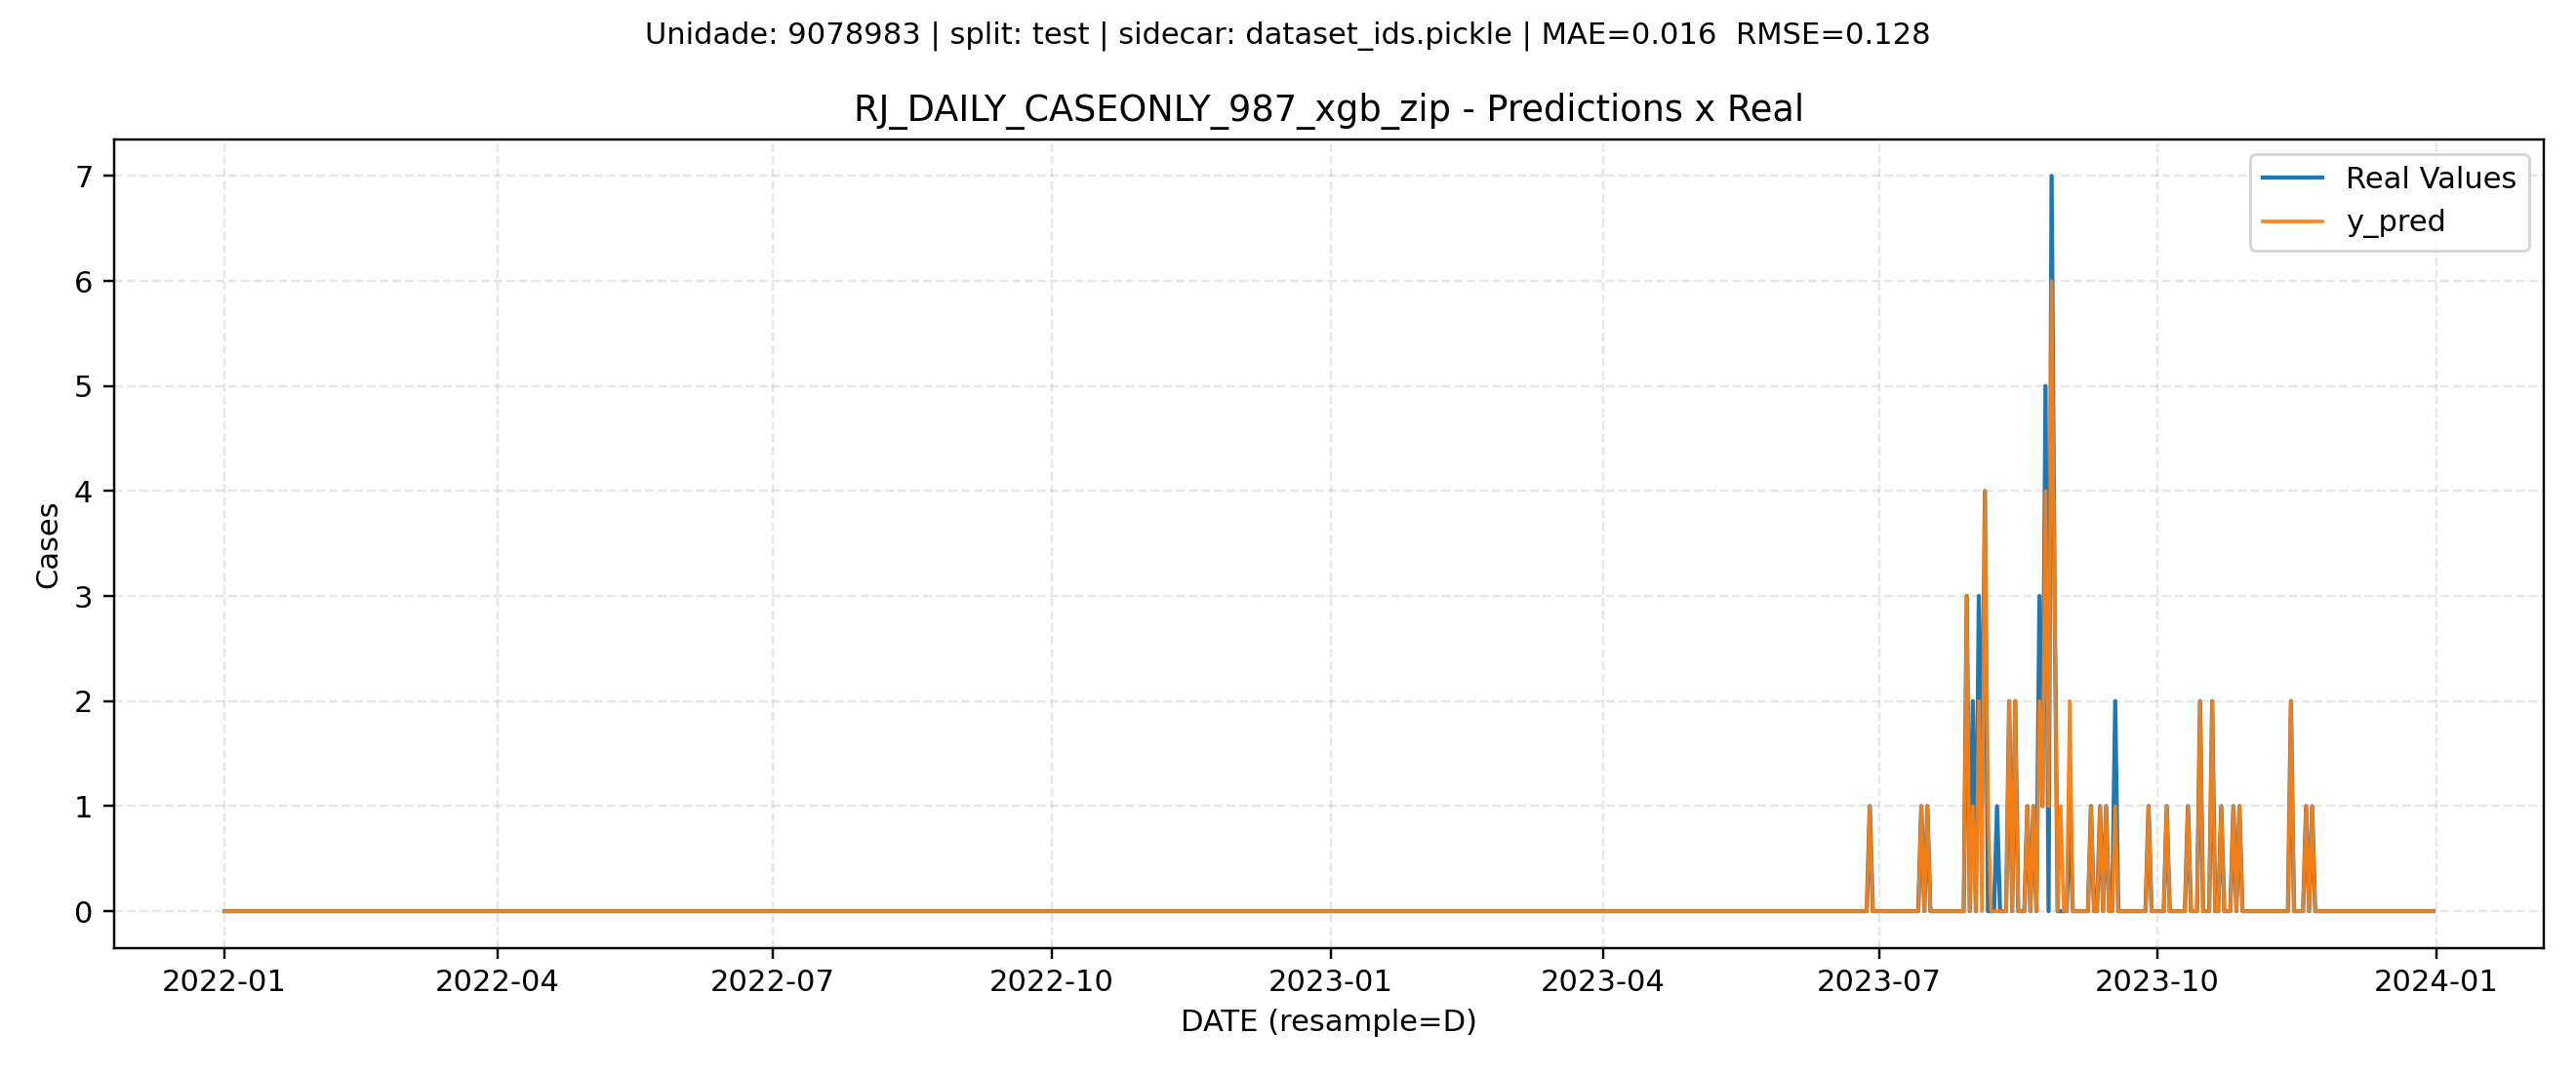 Unidade: 9078983 | split: test | sidecar: dataset_ids.pickle | MAE=0.016  RMSE=0.128
RJ_DAILY_CASEONLY_987_xgb_zip - Predictions x Real
Real Values
y_pred
7
6
5
4
3
2
1
0
Cases
2022-01
2022-04
2022-07
2022-10
2023-01
2023-04
2023-07
2023-10
2024-01
DATE (resample=D)